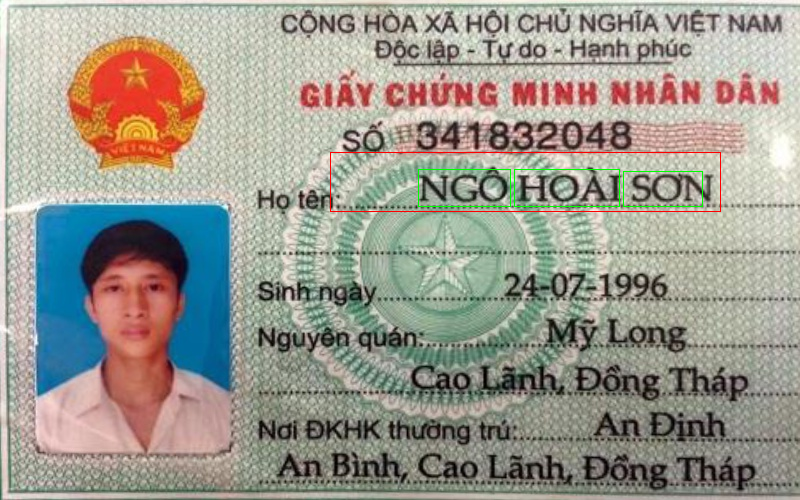 CỘNG HÒA XÃ HỘI CHỦ NGHĨA VIỆT NAM
Độc lập - Tự do - Hạnh phúc
GIẤY CHỨNG MINH NHÂN DÂN
SỐ 341832048
Họ tên: NGÔ HOÀI SƠN
Sinh ngày 24-07-1996
Nguyên quán: Mỹ Long
Cao Lãnh, Đồng Tháp
Nơi ĐKHK thường trú: An Định
An Bình, Cao Lãnh, Đồng Tháp
VIỆT NAM